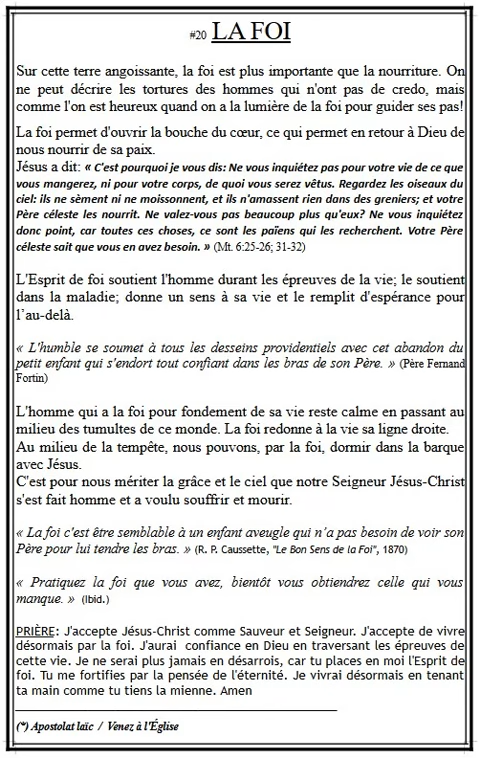 #20 LA FOI
Sur cette terre angoissante, la foi est plus importante que la nourriture. On
ne peut décrire les tortures des hommes qui n'ont pas de credo, mais
comme l'on est heureux quand on a la lumière de la foi pour guider ses pas!
La foi permet d'ouvrir la bouche du cœur, ce qui permet en retour à Dieu de
nous nourrir de sa paix.
Jésus a dit: « C'est pourquoi je vous dis: Ne vous inquiétez pas pour votre vie de ce que
vous mangerez, ni pour votre corps, de quoi vous serez vêtus. Regardez les oiseaux du
ciel: ils ne sèment ni ne moissonnent, et ils n'amassent rien dans des greniers; et votre
Père céleste les nourrit. Ne valez-vous pas beaucoup plus qu'eux? Ne vous inquiétez
donc point, car toutes ces choses, ce sont les païens qui les recherchent. Votre Père
céleste sait que vous en avez besoin. » (Mt. 6:25-26; 31-32)
L'Esprit de foi soutient l'homme durant les épreuves de la vie; le soutient
dans la maladie; donne un sens à sa vie et le remplit d'espérance pour
l'au-delà.
« L'humble se soumet à tous les desseins providentiels avec cet abandon du
petit enfant qui s'endort tout confiant dans les bras de son Père. » (Père Fernand
Fortin)
L'homme qui a la foi pour fondement de sa vie reste calme en passant au
milieu des tumultes de ce monde. La foi redonne à la vie sa ligne droite.
Au milieu de la tempête, nous pouvons, par la foi, dormir dans la barque
avec Jésus.
C'est pour nous mériter la grâce et le ciel que notre Seigneur Jésus-Christ
s'est fait homme et a voulu souffrir et mourir.
« La foi c'est être semblable à un enfant aveugle qui n'a pas besoin de voir son
Père pour lui tendre les bras. » (R. P. Caussette, "Le Bon Sens de la Foi", 1870)
« Pratiquez la foi que vous avez, bientôt vous obtiendrez celle qui vous
manque. » (Ibid.)
PRIÈRE: J'accepte Jésus-Christ comme Sauveur et Seigneur. J'accepte de vivre
désormais par la foi. J'aurai confiance en Dieu en traversant les épreuves de
cette vie. Je ne serai plus jamais en désarrois, car tu places en moi l'Esprit de
foi. Tu me fortifies par la pensée de l'éternité. Je vivrai désormais en tenant
ta main comme tu tiens la mienne. Amen
(*) Apostolat laïc / Venez à l'Église